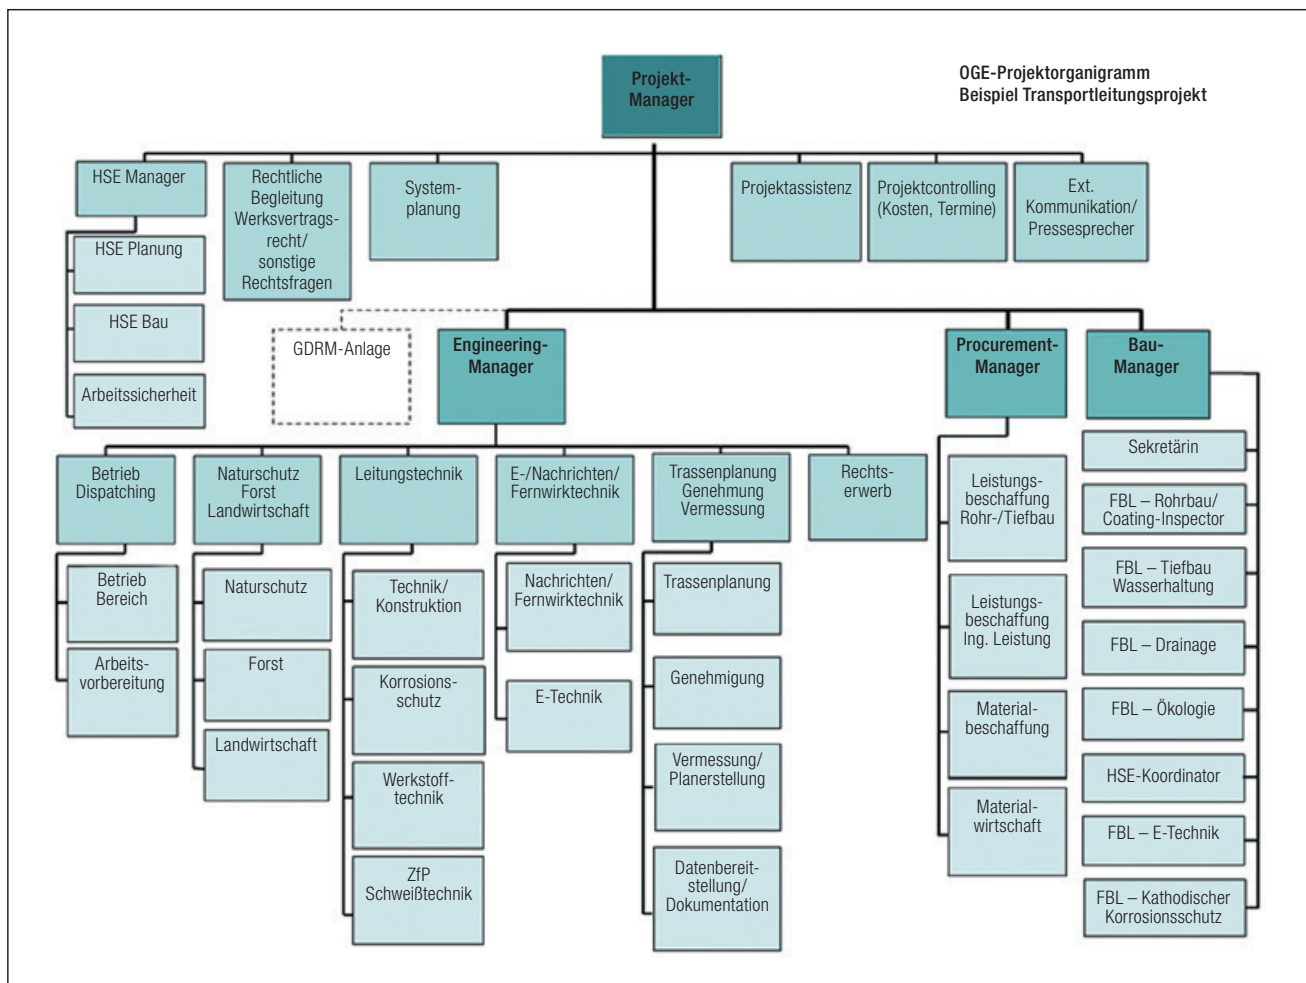 OGE-Projektorganigramm
Beispiel Transportleitungsprojekt
Projekt-
Manager
HSE Manager
HSE Planung
HSE Bau
Arbeitssicherheit
Rechtliche
Begleitung
Werksvertrags-
recht/
sonstige
Rechtsfragen
System-
planung
Projektassistenz
Projektcontrolling
(Kosten, Termine)
Ext.
Kommunikation/
Pressesprecher
GDRM-Anlage
Engineering-
Manager
Procurement-
Manager
Bau-
Manager
Betrieb
Dispatching
Betrieb
Bereich
Arbeits-
vorbereitung
Naturschutz
Forst
Landwirtschaft
Naturschutz
Forst
Landwirtschaft
Leitungstechnik
Technik/
Konstruktion
Korrosions-
schutz
Werkstoff-
technik
ZfP
Schweißtechnik
E-/Nachrichten/
Fernwirktechnik
Nachrichten/
Fernwirktechnik
E-Technik
Trassenplanung
Genehmung
Vermessung
Trassenplanung
Genehmigung
Vermessung/
Planerstellung
Datenbereit-
stellung/
Dokumentation
Rechts-
erwerb
Leistungs-
beschaffung
Rohr-/Tiefbau
Leistungs-
beschaffung
Ing. Leistung
Material-
beschaffung
Material-
wirtschaft
Sekretärin
FBL – Rohrbau/
Coating-Inspector
FBL – Tiefbau
Wasserhaltung
FBL – Drainage
FBL – Ökologie
HSE-Koordinator
FBL – E-Technik
FBL – Kathodischer
Korrosionsschutz